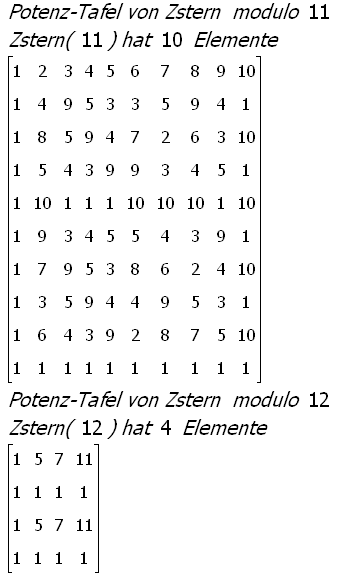 Potenz-Tafel von Zstern modulo 11
Zstern( 11 ) hat 10 Elemente
1 2 3 4 5 6 7 8 9 10
1 4 9 5 3 3 5 9 4 1
1 8 5 9 4 7 2 6 3 10
1 5 4 3 9 9 3 4 5 1
1 10 1 1 1 10 10 10 1 10
1 9 3 4 5 5 4 3 9 1
1 7 9 5 3 8 6 2 4 10
1 3 5 9 4 4 9 5 3 1
1 6 4 3 9 2 8 7 5 10
1 1 1 1 1 1 1 1 1 1
Potenz-Tafel von Zstern modulo 12
Zstern( 12 ) hat 4 Elemente
1 5 7 11
1 1 1 1
1 5 7 11
1 1 1 1